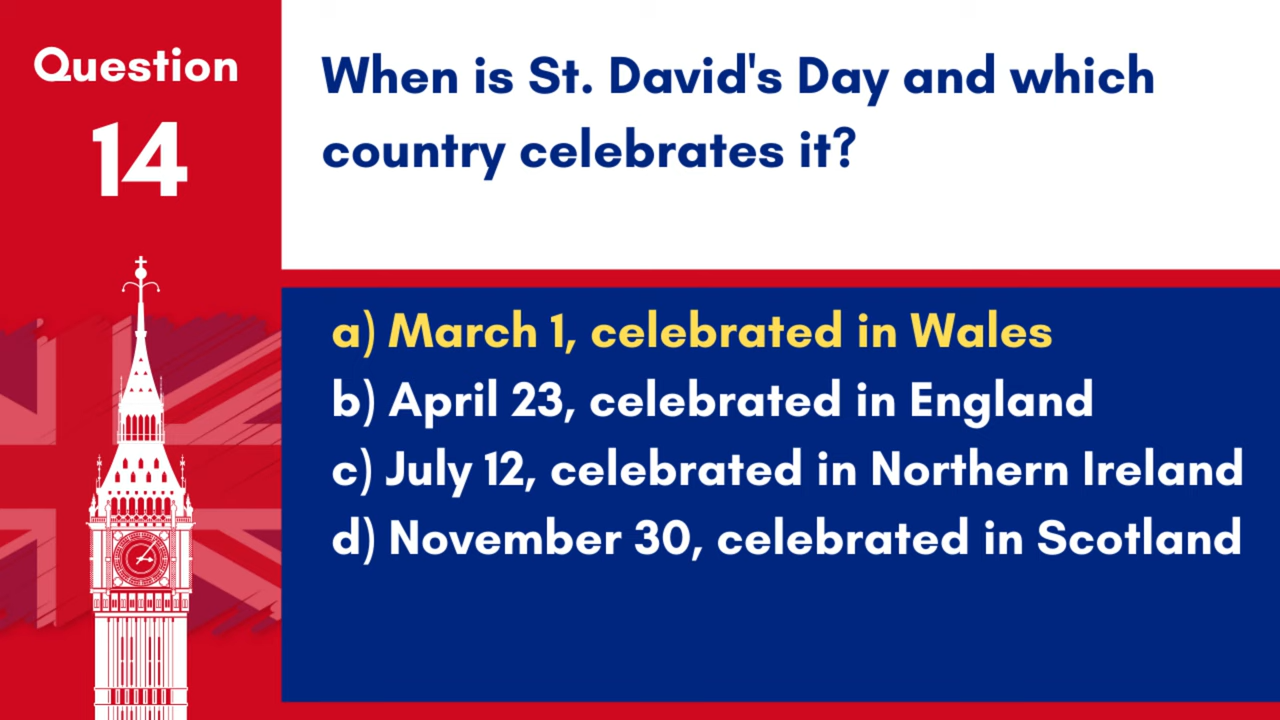 Question
14
When is St. David's Day and which
country celebrates it?
a) March 1, celebrated in Wales
b) April 23, celebrated in England
c) July 12, celebrated in Northern Ireland
d) November 30, celebrated in Scotland